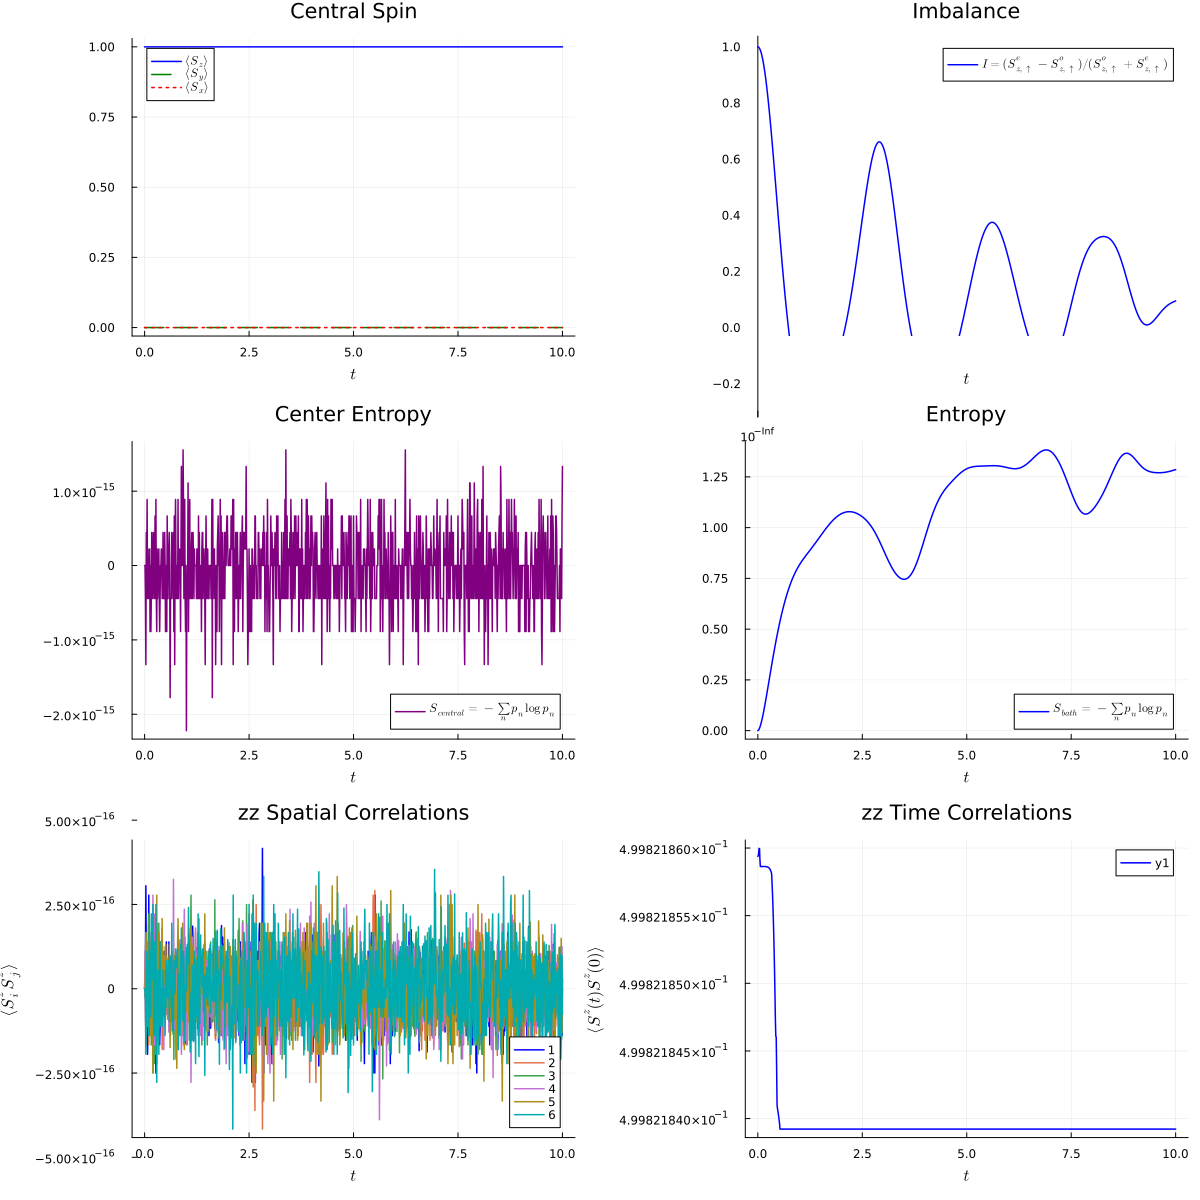 Central Spin
1.00
0.75
0.50
0.25
0.00
⟨S_z⟩
⟨S_y⟩
⟨S_x⟩
0.0 2.5 5.0 7.5 10.0
t
Imbalance
1.0
0.8
0.6
0.4
0.2
0.0
−0.2
10^−Inf
I = (S^e_{z,↑} − S^o_{z,↑})/(S^o_{z,↑} + S^e_{z,↑})
t
Center Entropy
1.0×10^−15
0
−1.0×10^−15
−2.0×10^−15
S_central = −∑_n p_n log p_n
0.0 2.5 5.0 7.5 10.0
t
Entropy
1.25
1.00
0.75
0.50
0.25
0.00
S_bath = −∑_n p_n log p_n
0.0 2.5 5.0 7.5 10.0
t
zz Spatial Correlations
⟨S^z_i S^z_j⟩
5.00×10^−16
2.50×10^−16
0
−2.50×10^−16
−5.00×10^−16
1
2
3
4
5
6
0.0 2.5 5.0 7.5 10.0
t
zz Time Correlations
⟨S^z(t)S^z(0)⟩
4.99821860×10^−1
4.99821855×10^−1
4.99821850×10^−1
4.99821845×10^−1
4.99821840×10^−1
y1
0.0 2.5 5.0 7.5 10.0
t